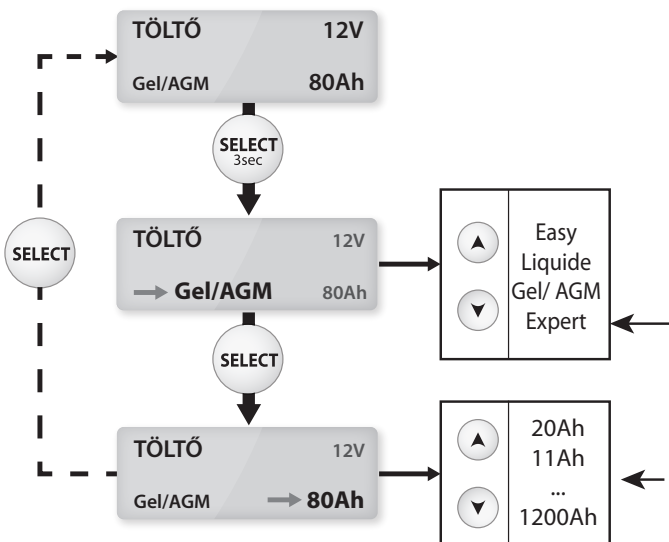 TÖLTŐ 12V
Gel/AGM 80Ah
SELECT
3sec
SELECT
TÖLTŐ 12V
Gel/AGM 80Ah
Easy
Liquide
Gel/ AGM
Expert
SELECT
TÖLTŐ 12V
Gel/AGM 80Ah
20Ah
11Ah
...
1200Ah